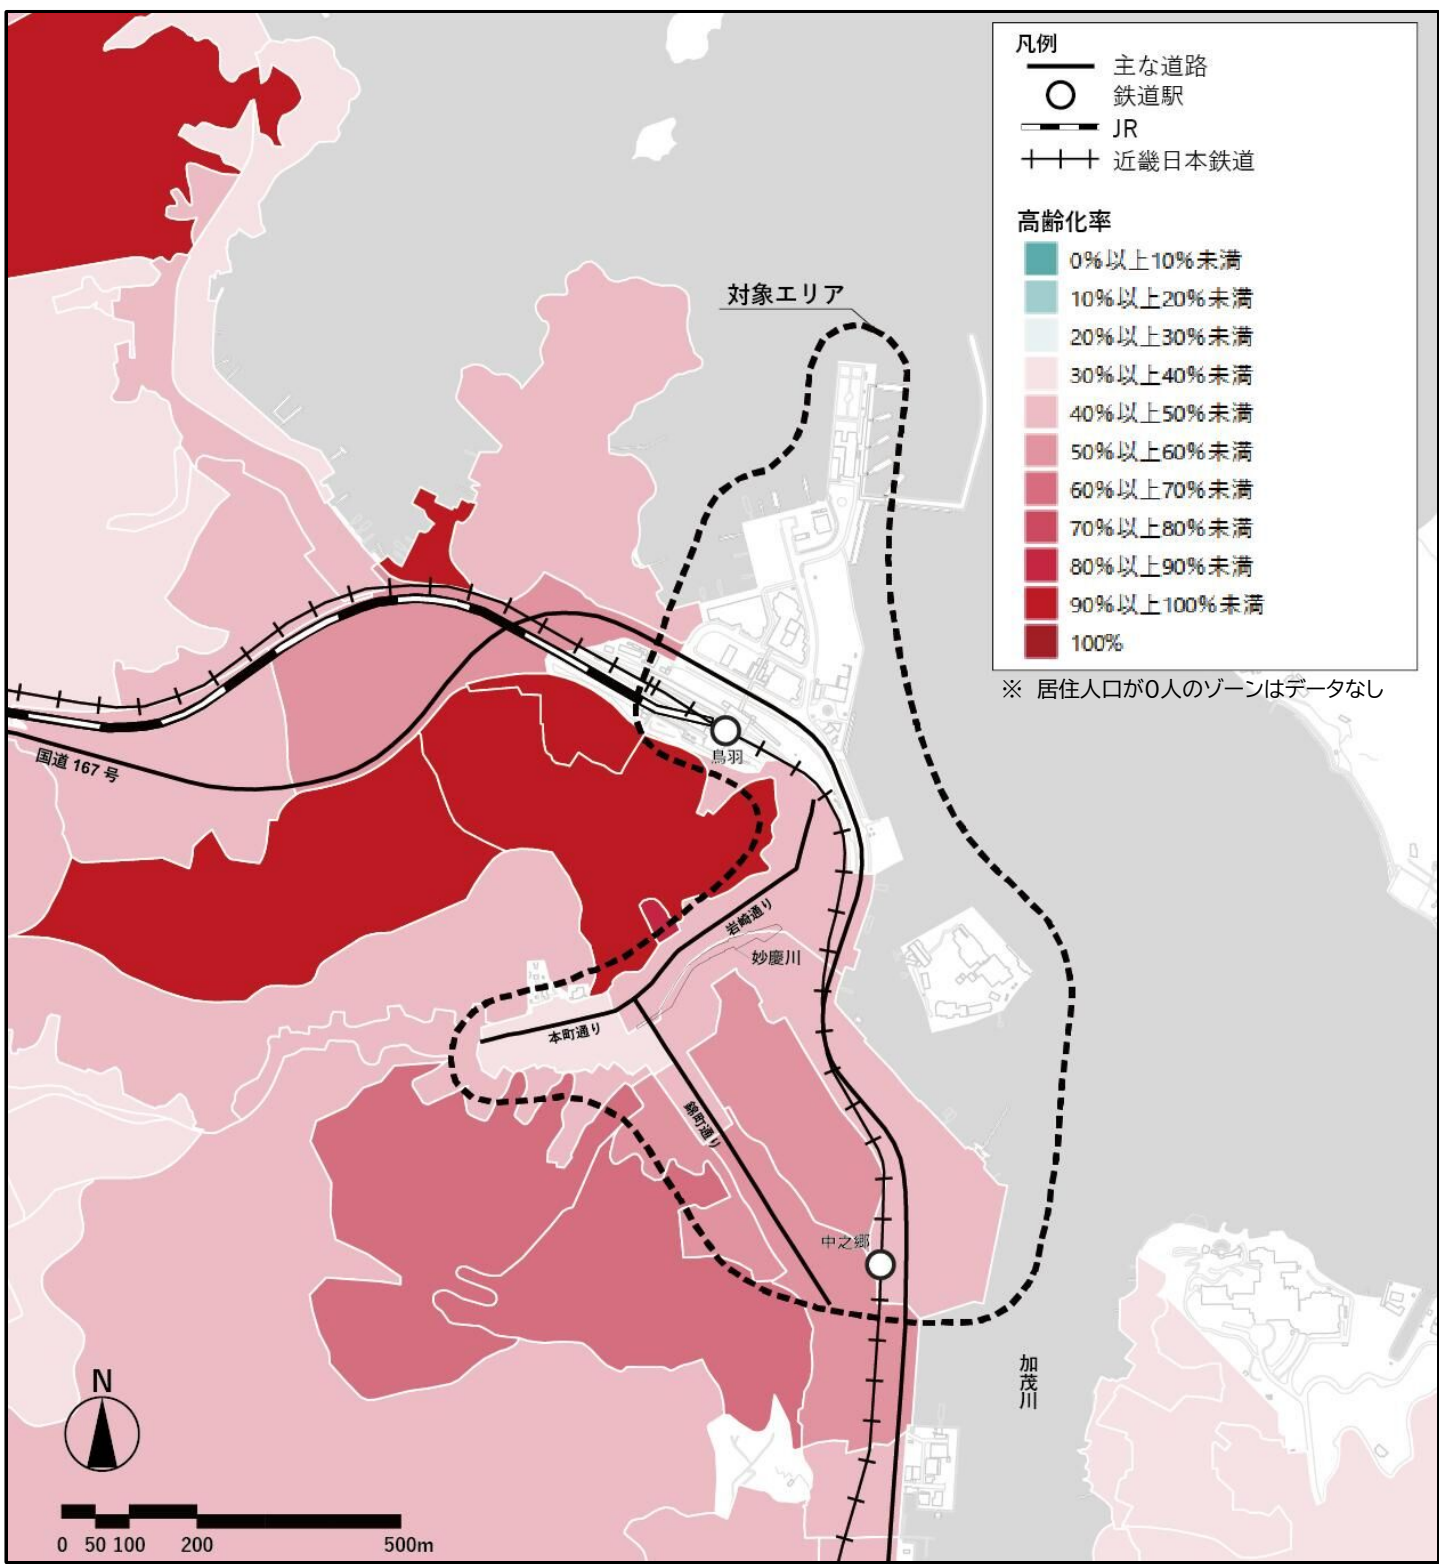 凡例
主な道路
鉄道駅
JR
近畿日本鉄道
高齢化率
0%以上10%未満
10%以上20%未満
20%以上30%未満
30%以上40%未満
40%以上50%未満
50%以上60%未満
60%以上70%未満
70%以上80%未満
80%以上90%未満
90%以上100%未満
100%
※ 居住人口が0人のゾーンはデータなし
対象エリア
国道 167 号
鳥羽
岩崎通り
妙慶川
本町通り
錦町通り
中之郷
加茂川
N
0 50 100 200 500m